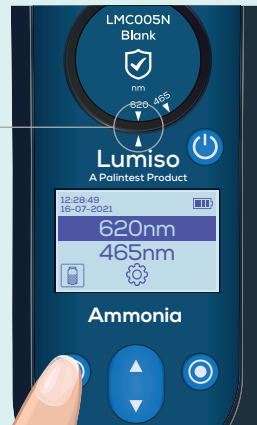 LMC005N
Blank
nm
620 465
Lumiso
A Palintest Product
12:28:49
16-07-2021
620nm
465nm
Ammonia